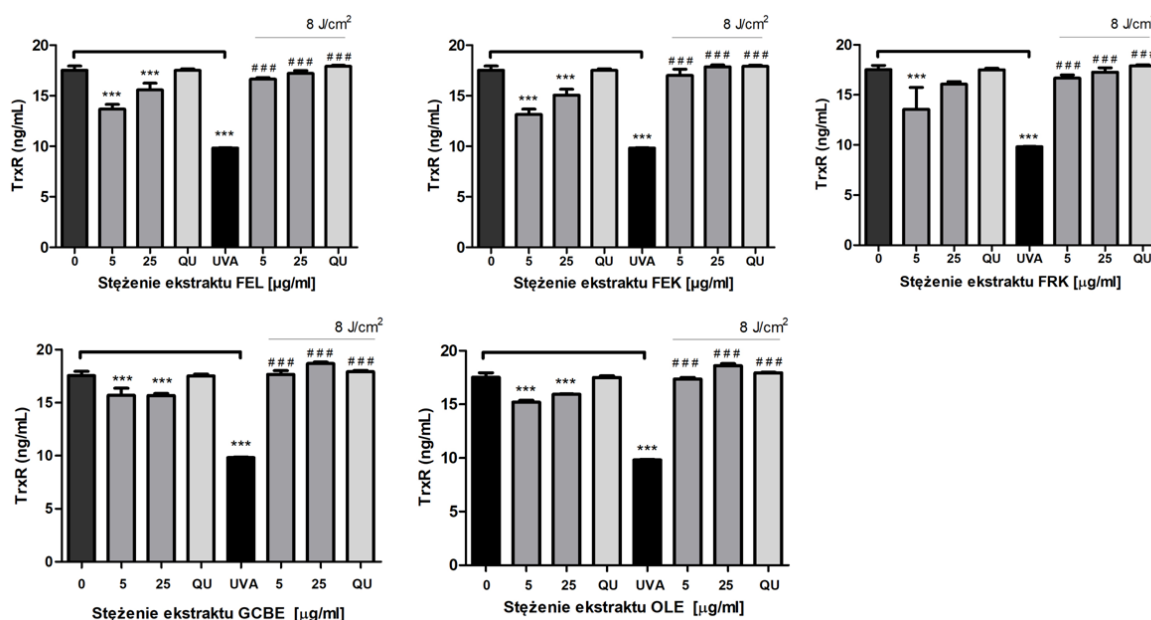 8 J/cm²
20
15
10
5
0
TrxR (ng/mL)
***
***
***
###
###
###
0 5 25 QU UVA 5 25 QU
Stężenie ekstraktu FEL [µg/ml]
8 J/cm²
20
15
10
5
0
TrxR (ng/mL)
***
***
***
###
###
###
0 5 25 QU UVA 5 25 QU
Stężenie ekstraktu FEK [µg/ml]
8 J/cm²
20
15
10
5
0
TrxR (ng/mL)
***
***
###
###
###
0 5 25 QU UVA 5 25 QU
Stężenie ekstraktu FRK [µg/ml]
8 J/cm²
20
15
10
5
0
TrxR (ng/mL)
***
***
***
###
###
###
0 5 25 QU UVA 5 25 QU
Stężenie ekstraktu GCBE [µg/ml]
8 J/cm²
20
15
10
5
0
TrxR (ng/mL)
***
***
***
###
###
###
0 5 25 QU UVA 5 25 QU
Stężenie ekstraktu OLE [µg/ml]